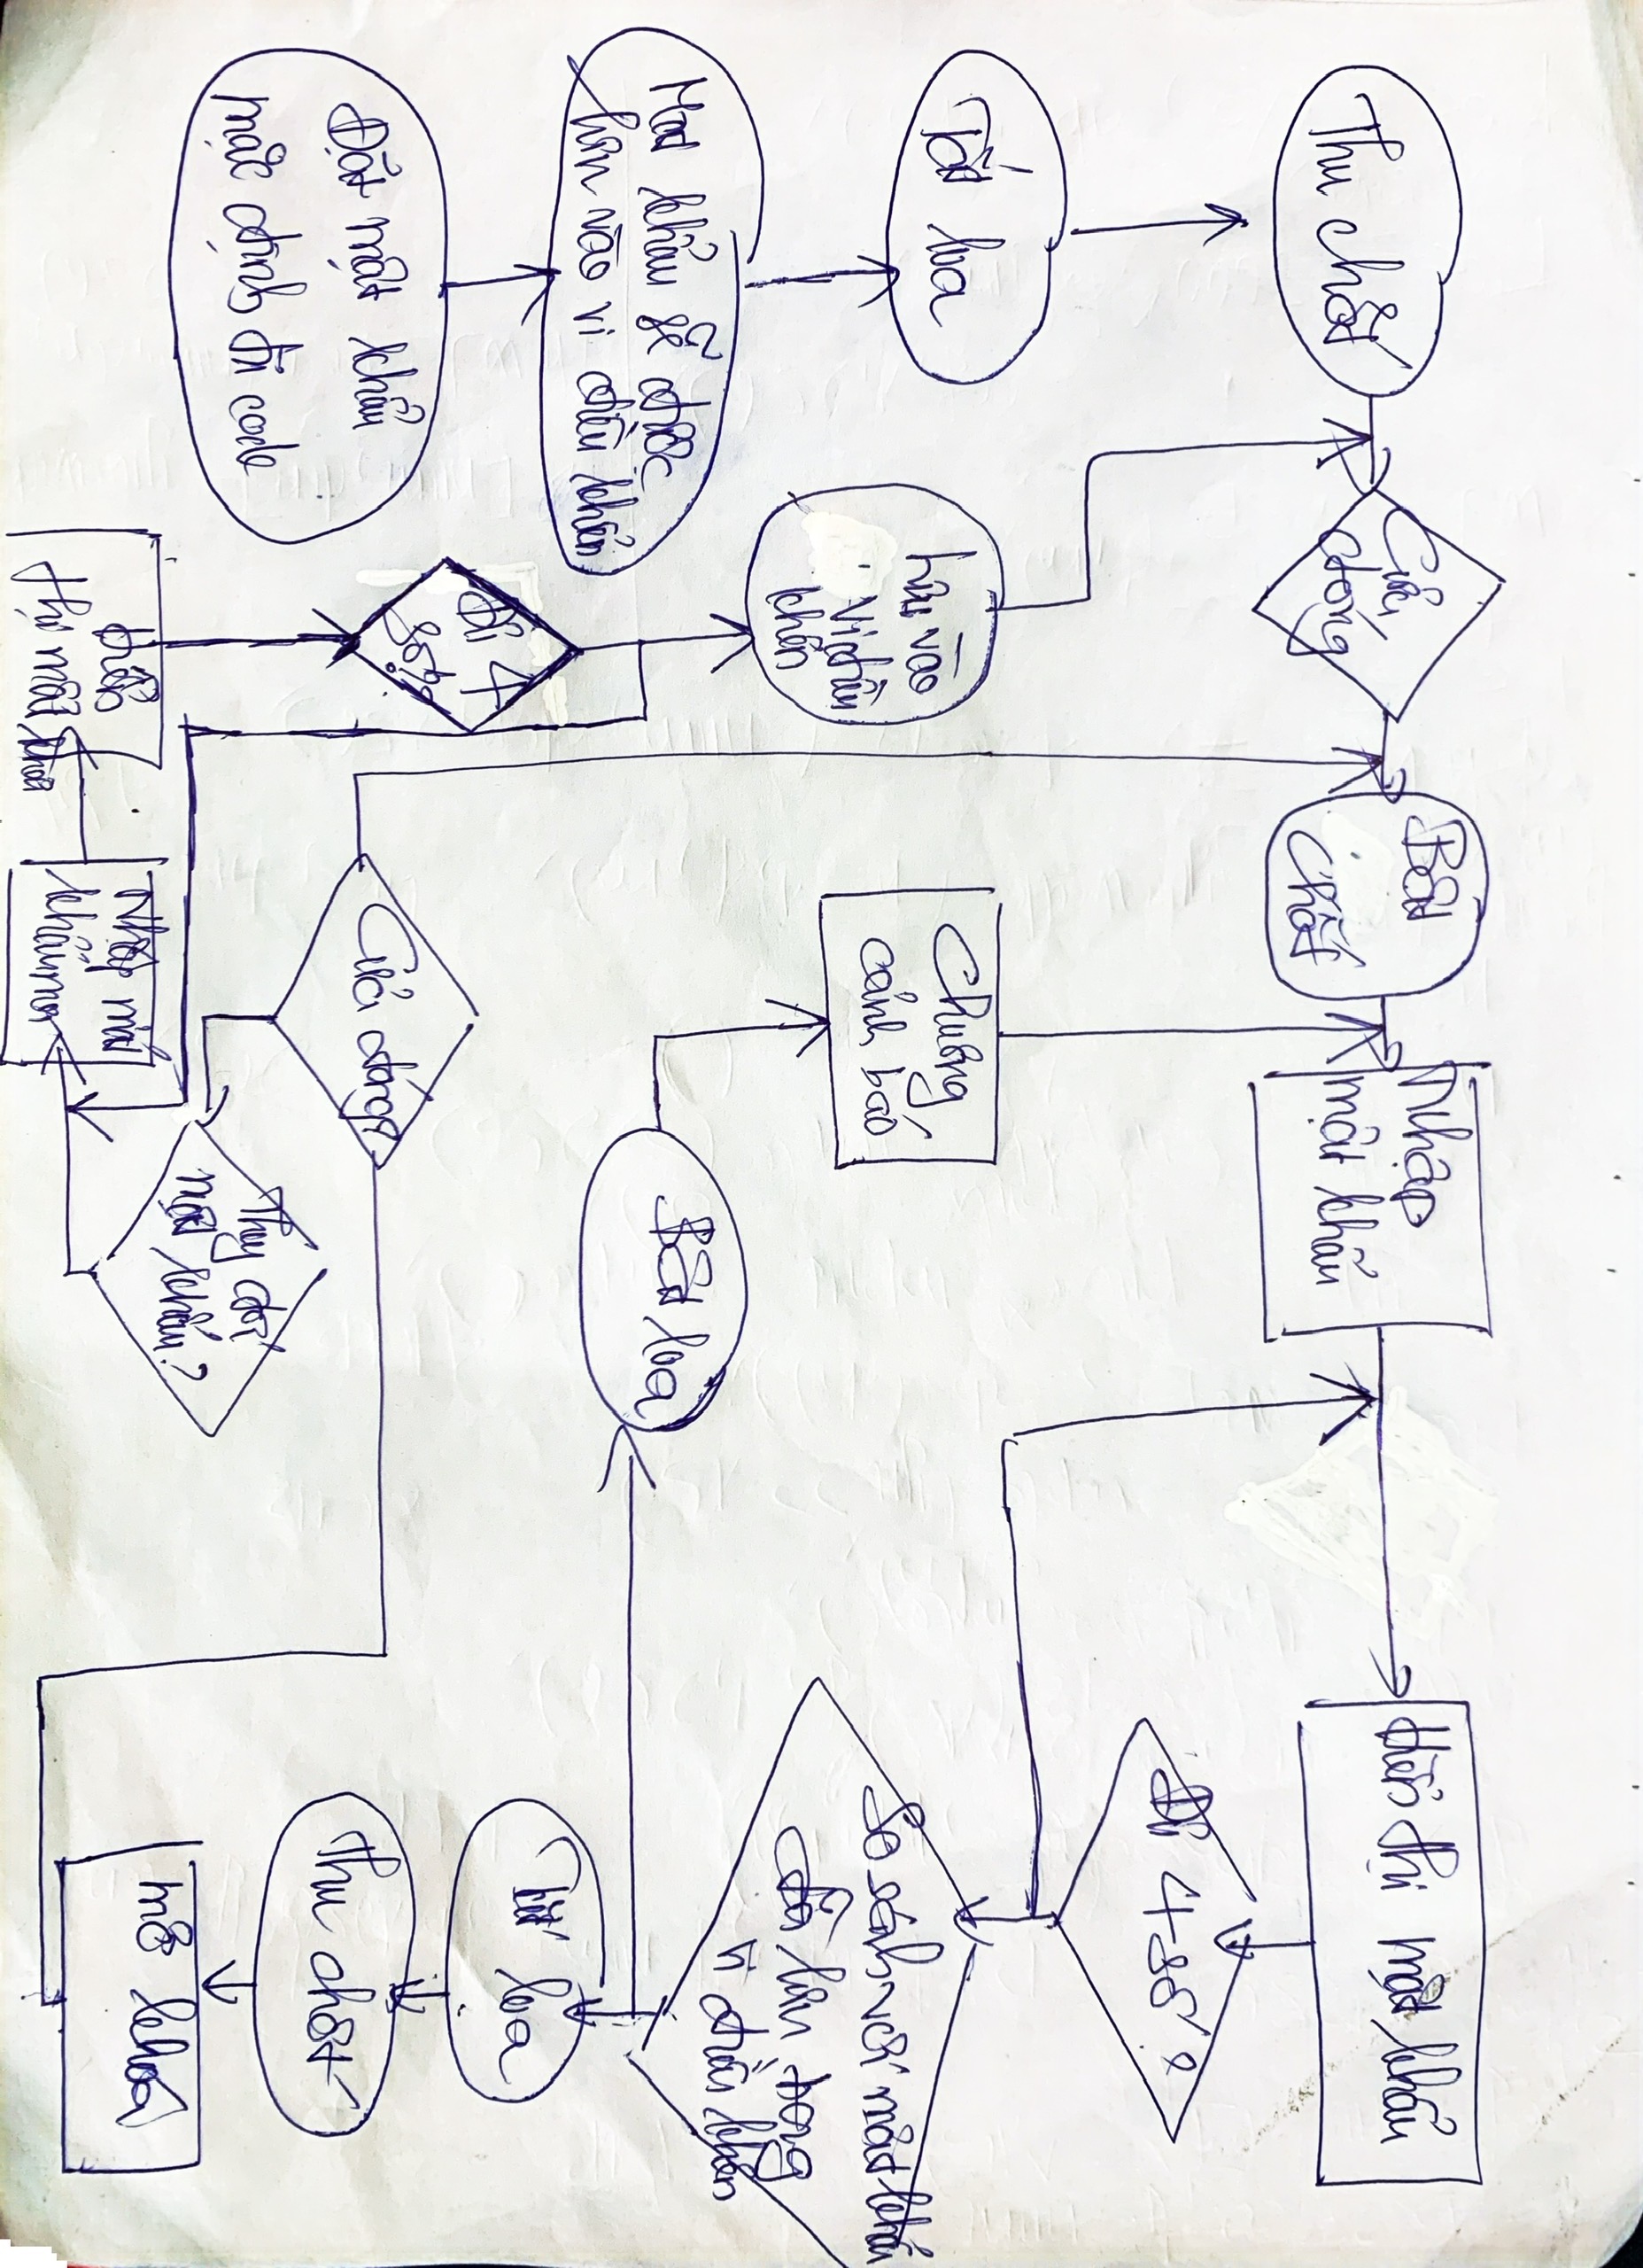 Thu chốt
Cửa
đóng
Bật
chốt
Nhập
mật khẩu
Hiển thị mật khẩu
Đủ 4 số?
Tắt loa
Lưu vào
vi điều
khển
Chuông
cảnh báo
So sánh với mật khẩu
đã lưu trong
vi điều khển
Mật khẩu sẽ được
lưu vào vi điều khển
Bật loa
Tắt loa
Đủ 4
số?
Đặt mật khẩu
mặc định từ code
Cửa đóng?
Thu chốt
Thay đổi
mật khẩu?
mở khoá
Hiển
thị mật khẩu
Nhập mật
khẩu mới